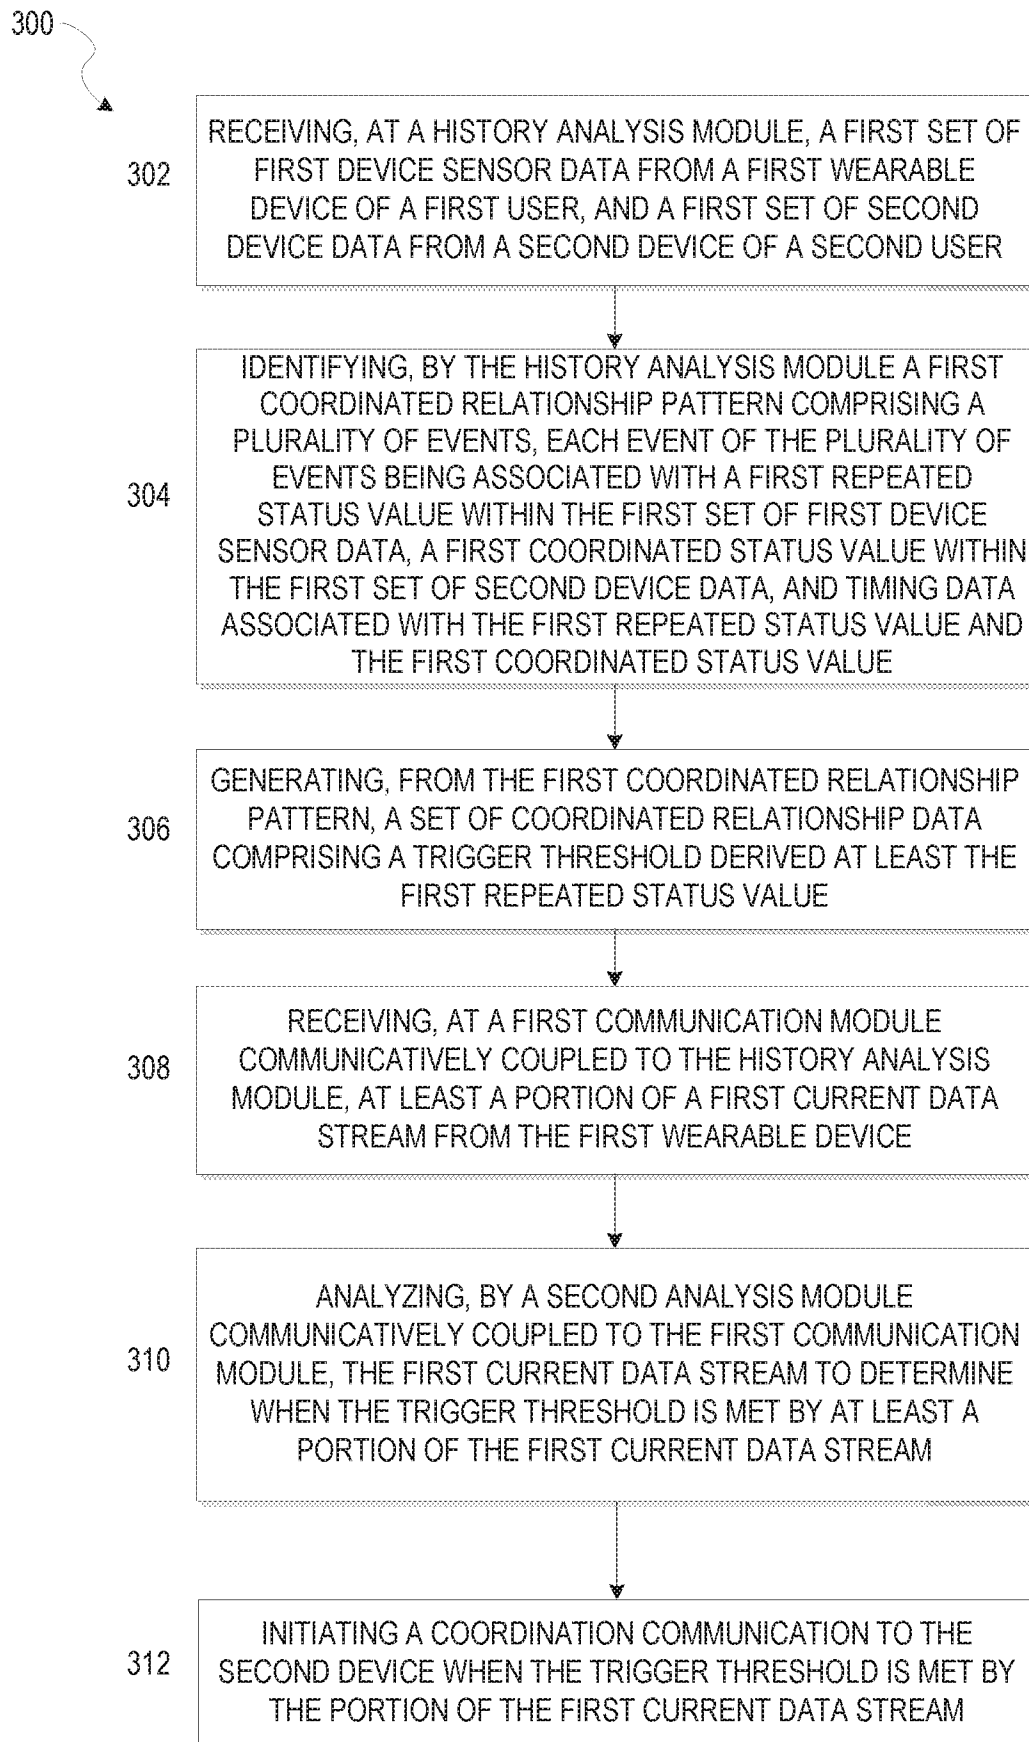 300
302
RECEIVING, AT A HISTORY ANALYSIS MODULE, A FIRST SET OF
FIRST DEVICE SENSOR DATA FROM A FIRST WEARABLE
DEVICE OF A FIRST USER, AND A FIRST SET OF SECOND
DEVICE DATA FROM A SECOND DEVICE OF A SECOND USER
304
IDENTIFYING, BY THE HISTORY ANALYSIS MODULE A FIRST
COORDINATED RELATIONSHIP PATTERN COMPRISING A
PLURALITY OF EVENTS, EACH EVENT OF THE PLURALITY OF
EVENTS BEING ASSOCIATED WITH A FIRST REPEATED
STATUS VALUE WITHIN THE FIRST SET OF FIRST DEVICE
SENSOR DATA, A FIRST COORDINATED STATUS VALUE WITHIN
THE FIRST SET OF SECOND DEVICE DATA, AND TIMING DATA
ASSOCIATED WITH THE FIRST REPEATED STATUS VALUE AND
THE FIRST COORDINATED STATUS VALUE
306
GENERATING, FROM THE FIRST COORDINATED RELATIONSHIP
PATTERN, A SET OF COORDINATED RELATIONSHIP DATA
COMPRISING A TRIGGER THRESHOLD DERIVED AT LEAST THE
FIRST REPEATED STATUS VALUE
308
RECEIVING, AT A FIRST COMMUNICATION MODULE
COMMUNICATIVELY COUPLED TO THE HISTORY ANALYSIS
MODULE, AT LEAST A PORTION OF A FIRST CURRENT DATA
STREAM FROM THE FIRST WEARABLE DEVICE
310
ANALYZING, BY A SECOND ANALYSIS MODULE
COMMUNICATIVELY COUPLED TO THE FIRST COMMUNICATION
MODULE, THE FIRST CURRENT DATA STREAM TO DETERMINE
WHEN THE TRIGGER THRESHOLD IS MET BY AT LEAST A
PORTION OF THE FIRST CURRENT DATA STREAM
312
INITIATING A COORDINATION COMMUNICATION TO THE
SECOND DEVICE WHEN THE TRIGGER THRESHOLD IS MET BY
THE PORTION OF THE FIRST CURRENT DATA STREAM